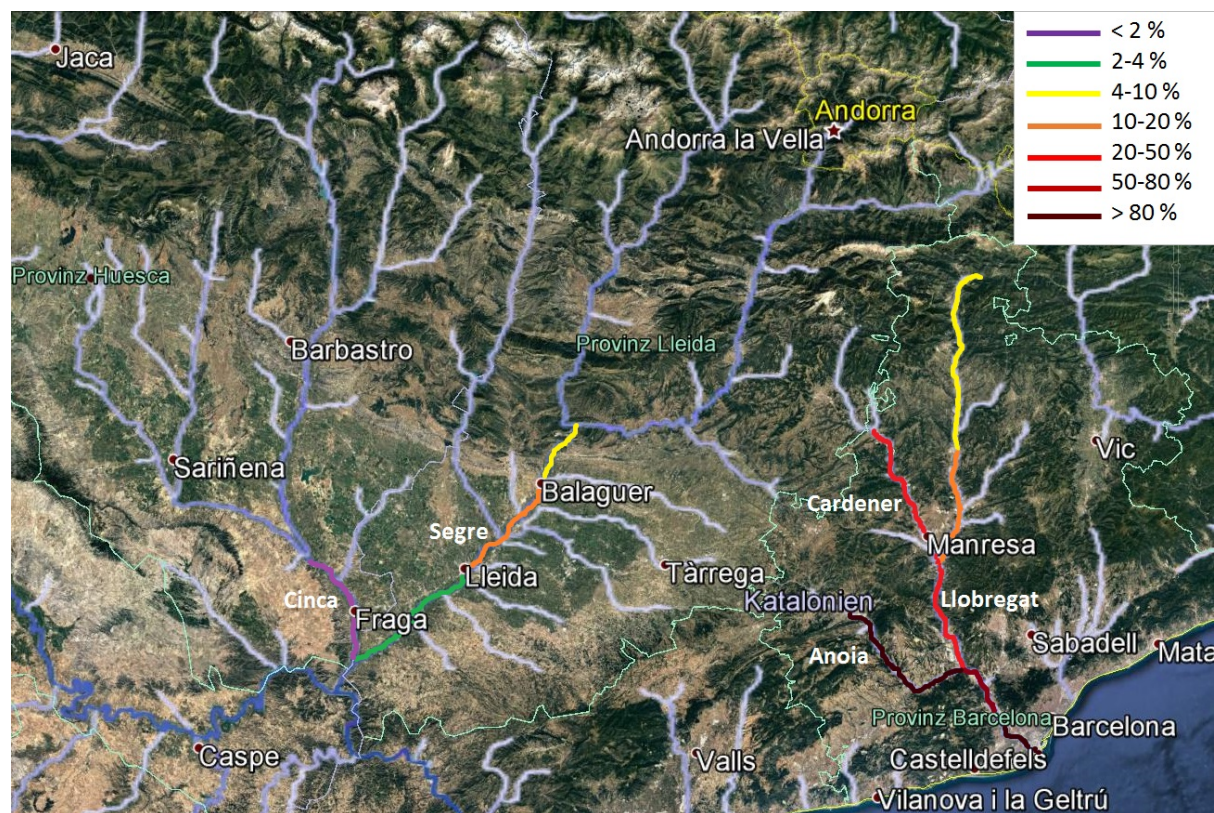 < 2 %
2-4 %
4-10 %
10-20 %
20-50 %
50-80 %
> 80 %
Jaca
Andorra
Andorra la Vella
Provinz Huesca
Barbastro
Provinz Lleida
Sariñena
Vic
Balaguer
Cardener
Segre
Manresa
Lleida
Tàrrega
Cinca
Katalonien
Llobregat
Fraga
Sabadell
Mata
Anoia
Provinz Barcelona
Barcelona
Caspe
Valls
Castelldefels
Vilanova i la Geltrú